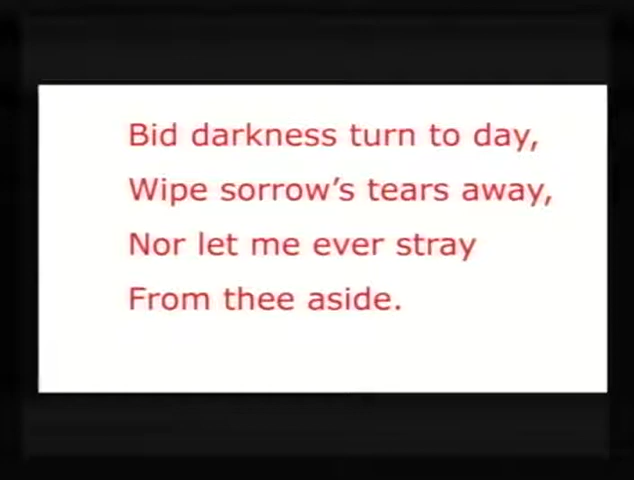 Bid darkness turn to day,
Wipe sorrow’s tears away,
Nor let me ever stray
From thee aside.